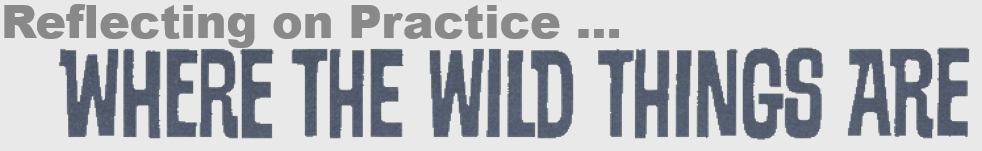 Reflecting on Practice ...
WHERE THE WILD THINGS ARE